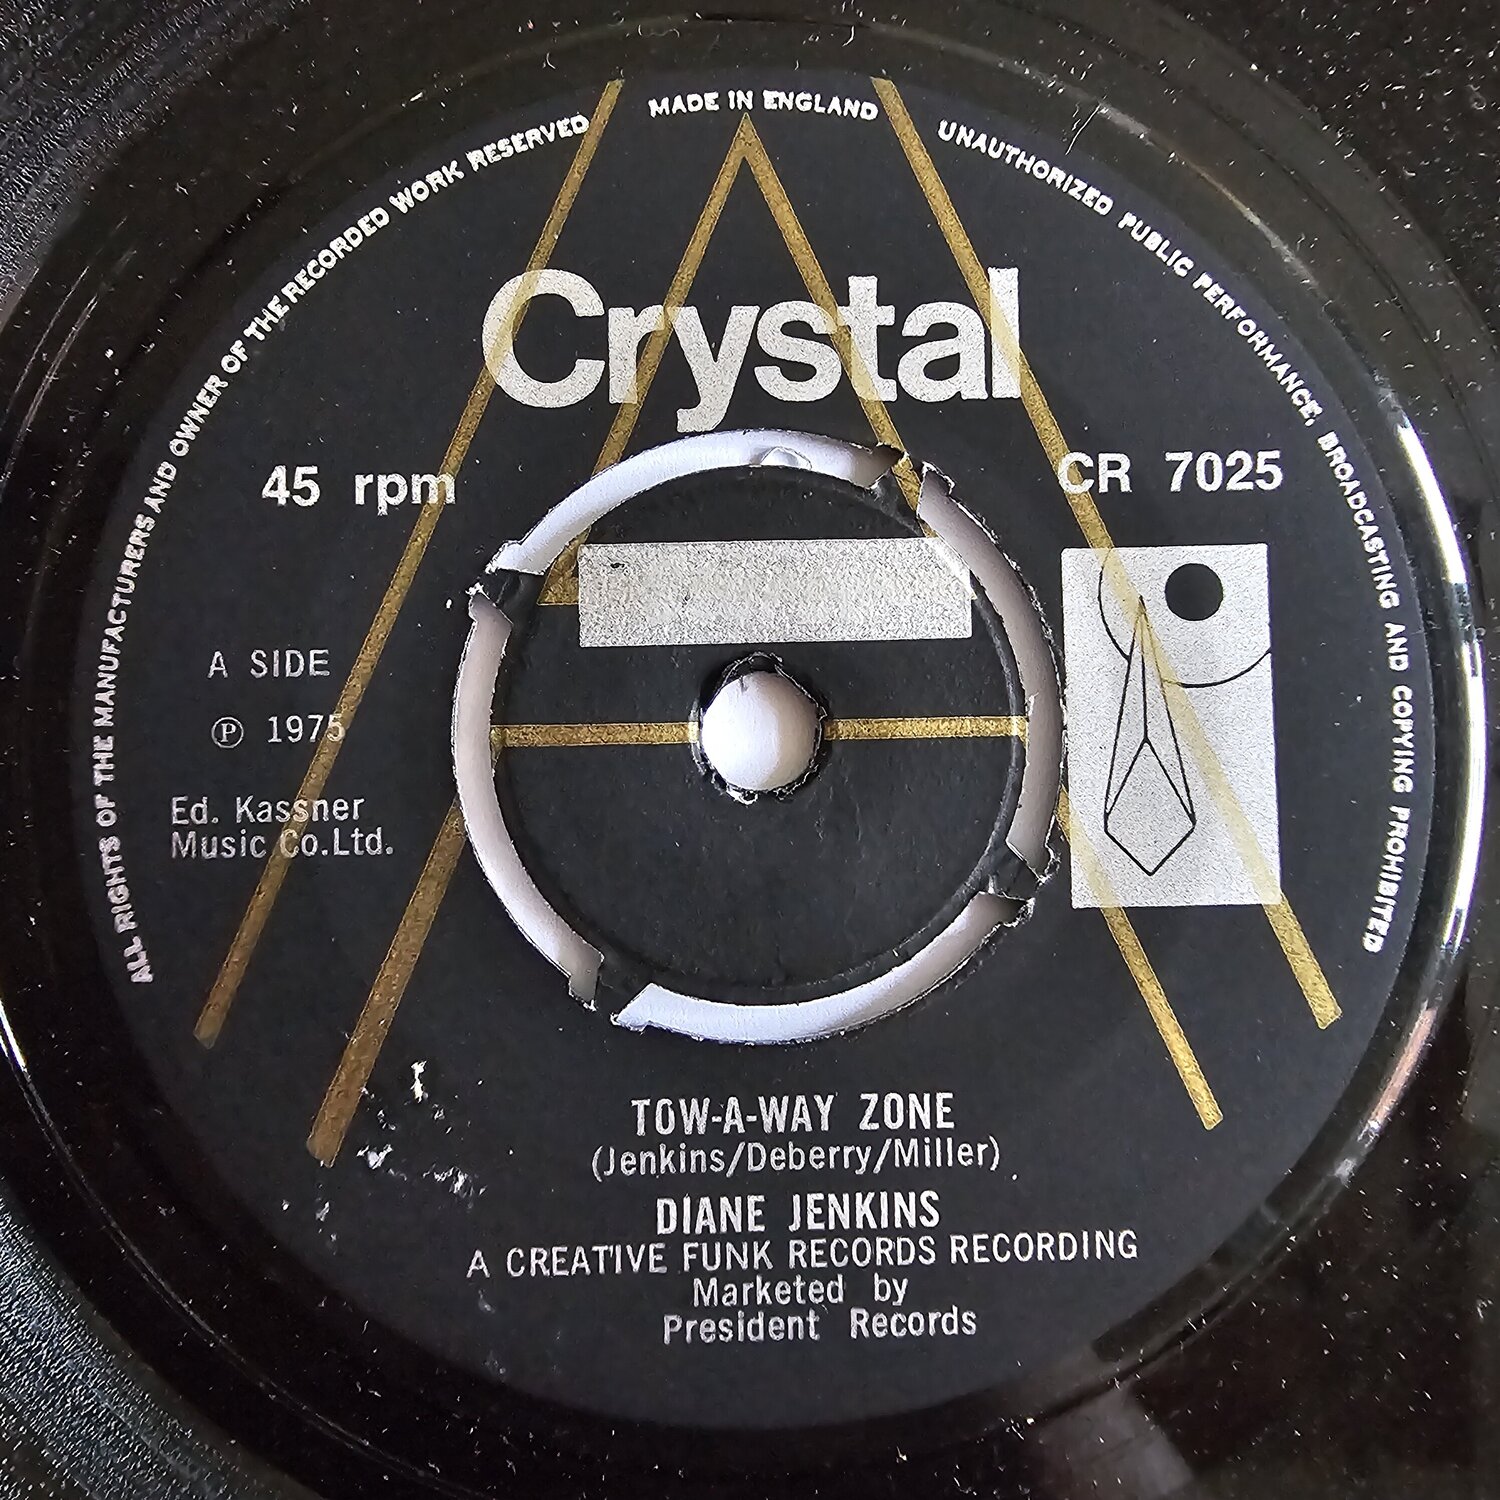 MADE IN ENGLAND
UNAUTHORIZED PUBLIC PERFORMANCE, BROADCASTING AND COPYING PROHIBITED
ALL RIGHTS OF THE MANUFACTURERS AND OWNER OF THE RECORDED WORK RESERVED
A
Crystal
45 rpm
CR 7025
A SIDE
℗ 1975
Ed. Kassner
Music Co.Ltd.
TOW-A-WAY ZONE
(Jenkins/Deberry/Miller)
DIANE JENKINS
A CREATIVE FUNK RECORDS RECORDING
Marketed by
President Records